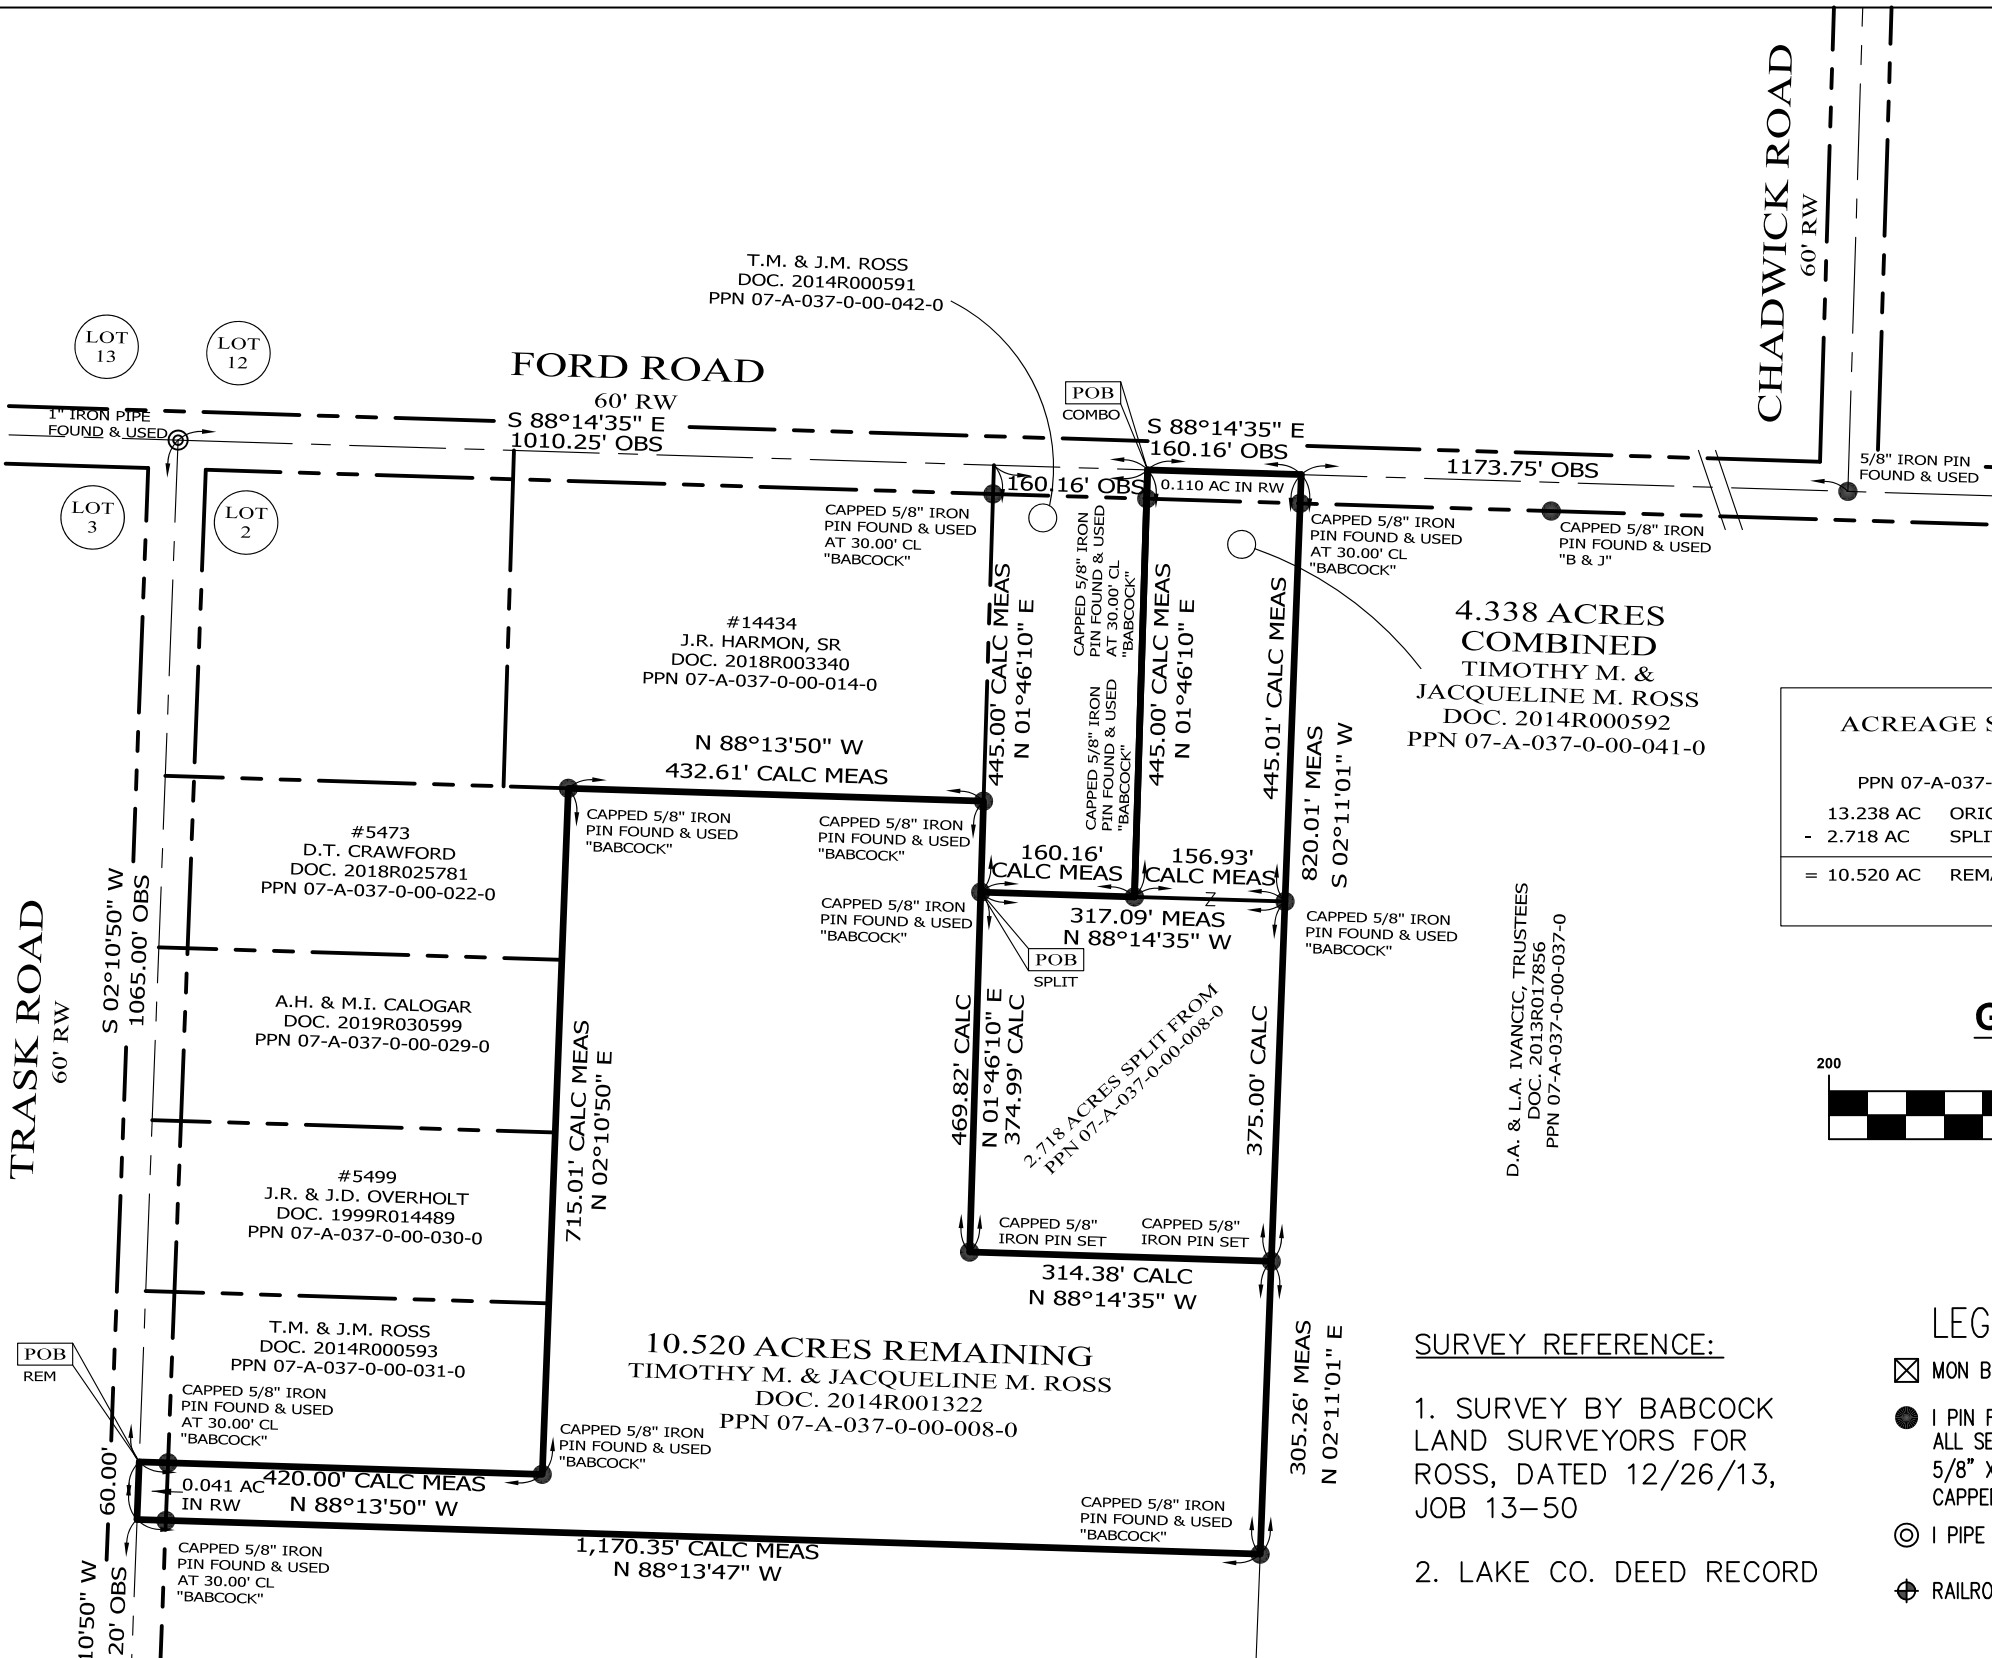 CHADWICK ROAD
60' RW
T.M. & J.M. ROSS
DOC. 2014R000591
PPN 07-A-037-0-00-042-0
LOT
13
LOT
12
FORD ROAD
60' RW
S 88°14'35" E
1010.25' OBS
1" IRON PIPE
FOUND & USED
POB
COMBO
S 88°14'35" E
160.16' OBS
1173.75' OBS
5/8" IRON PIN
FOUND & USED
160.16' OBS
0.110 AC IN RW
LOT
3
LOT
2
CAPPED 5/8" IRON
PIN FOUND & USED
AT 30.00' CL
"BABCOCK"
CAPPED 5/8" IRON
PIN FOUND & USED
AT 30.00' CL
"BABCOCK"
CAPPED 5/8" IRON
PIN FOUND & USED
AT 30.00' CL
"BABCOCK"
CAPPED 5/8" IRON
PIN FOUND & USED
"B & J"
445.00' CALC MEAS
N 01°46'10" E
445.00' CALC MEAS
N 01°46'10" E
445.01' CALC MEAS
820.01' MEAS
S 02°11'01" W
#14434
J.R. HARMON, SR
DOC. 2018R003340
PPN 07-A-037-0-00-014-0
4.338 ACRES
COMBINED
TIMOTHY M. &
JACQUELINE M. ROSS
DOC. 2014R000592
PPN 07-A-037-0-00-041-0
ACREAGE S
PPN 07-A-037-
13.238 AC ORIG
- 2.718 AC SPLI
= 10.520 AC REMA
N 88°13'50" W
432.61' CALC MEAS
CAPPED 5/8" IRON
PIN FOUND & USED
"BABCOCK"
CAPPED 5/8" IRON
PIN FOUND & USED
"BABCOCK"
CAPPED 5/8" IRON
PIN FOUND & USED
"BABCOCK"
#5473
D.T. CRAWFORD
DOC. 2018R025781
PPN 07-A-037-0-00-022-0
160.16'
CALC MEAS
156.93'
CALC MEAS
Z
317.09' MEAS
N 88°14'35" W
CAPPED 5/8" IRON
PIN FOUND & USED
"BABCOCK"
CAPPED 5/8" IRON
PIN FOUND & USED
"BABCOCK"
POB
SPLIT
TRASK ROAD
60' RW
S 02°10'50" W
1065.00' OBS
A.H. & M.I. CALOGAR
DOC. 2019R030599
PPN 07-A-037-0-00-029-0
715.01' CALC MEAS
N 02°10'50" E
469.82' CALC
N 01°46'10" E
374.99' CALC
2.718 ACRES SPLIT FROM
PPN 07-A-037-0-00-008-0
375.00' CALC
D.A. & L.A. IVANCIC, TRUSTEES
DOC. 2013R017856
PPN 07-A-037-0-00-037-0
G
200
#5499
J.R. & J.D. OVERHOLT
DOC. 1999R014489
PPN 07-A-037-0-00-030-0
CAPPED 5/8"
IRON PIN SET
CAPPED 5/8"
IRON PIN SET
314.38' CALC
N 88°14'35" W
T.M. & J.M. ROSS
DOC. 2014R000593
PPN 07-A-037-0-00-031-0
POB
REM
CAPPED 5/8" IRON
PIN FOUND & USED
AT 30.00' CL
"BABCOCK"
10.520 ACRES REMAINING
TIMOTHY M. & JACQUELINE M. ROSS
DOC. 2014R001322
PPN 07-A-037-0-00-008-0
CAPPED 5/8" IRON
PIN FOUND & USED
"BABCOCK"
305.26' MEAS
N 02°11'01" E
60.00'
0.041 AC
IN RW
420.00' CALC MEAS
N 88°13'50" W
CAPPED 5/8" IRON
PIN FOUND & USED
"BABCOCK"
1,170.35' CALC MEAS
N 88°13'47" W
CAPPED 5/8" IRON
PIN FOUND & USED
AT 30.00' CL
"BABCOCK"
10'50" W
20' OBS
SURVEY REFERENCE:
1. SURVEY BY BABCOCK
LAND SURVEYORS FOR
ROSS, DATED 12/26/13,
JOB 13-50
2. LAKE CO. DEED RECORD
LEG
MON B
I PIN F
ALL SE
5/8" X
CAPPE
I PIPE
RAILRO